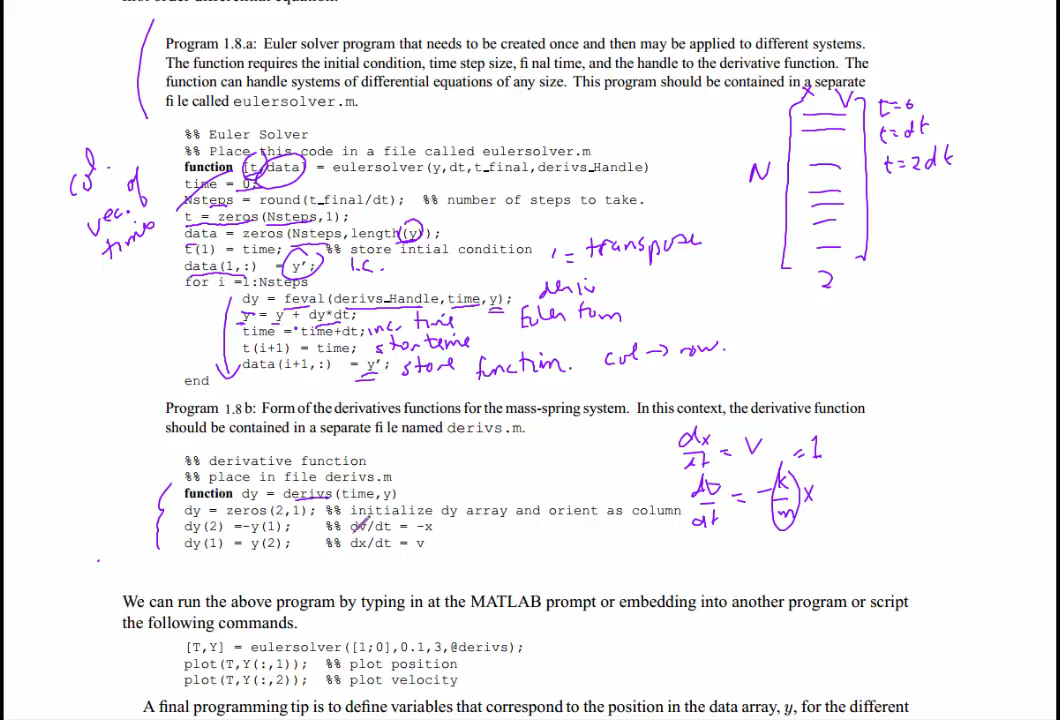 Program 1.8.a: Euler solver program that needs to be created once and then may be applied to different systems.
The function requires the initial condition, time step size, fi nal time, and the handle to the derivative function. The
function can handle systems of differential equations of any size. This program should be contained in a separate
fi le called eulersolver.m.
%% Euler Solver
%% Place this code in a file called eulersolver.m
function [t,data] = eulersolver(y,dt,t_final,derivs_Handle)
time = 0;
Nsteps = round(t_final/dt); %% number of steps to take.
t = zeros(Nsteps,1);
data = zeros(Nsteps,length(y));
t(1) = time; %% store intial condition
data(1,:) = y'; I.C.
for i =1:Nsteps
dy = feval(derivs_Handle,time,y); deriv
y = y + dy*dt; Euler form
time = time+dt; inc time
t(i+1) = time; stor time
data(i+1,:) = y'; store function. col → row.
end
col. of
vec.
times
' = transpose
x v
t=0
t=dt
t=2dt
N
2
Program 1.8 b: Form of the derivatives functions for the mass-spring system. In this context, the derivative function
should be contained in a separate fi le named derivs.m.
%% derivative function
%% place in file derivs.m
function dy = derivs(time,y)
dy = zeros(2,1); %% initialize dy array and orient as column
dy(2) =-y(1); %% dv/dt = -x
dy(1) = y(2); %% dx/dt = v
dx/dt = v =1
dv/dt = -(k/m)x
We can run the above program by typing in at the MATLAB prompt or embedding into another program or script
the following commands.
[T,Y] = eulersolver([1;0],0.1,3,@derivs);
plot(T,Y(:,1)); %% plot position
plot(T,Y(:,2)); %% plot velocity
A final programming tip is to define variables that correspond to the position in the data array, y, for the different